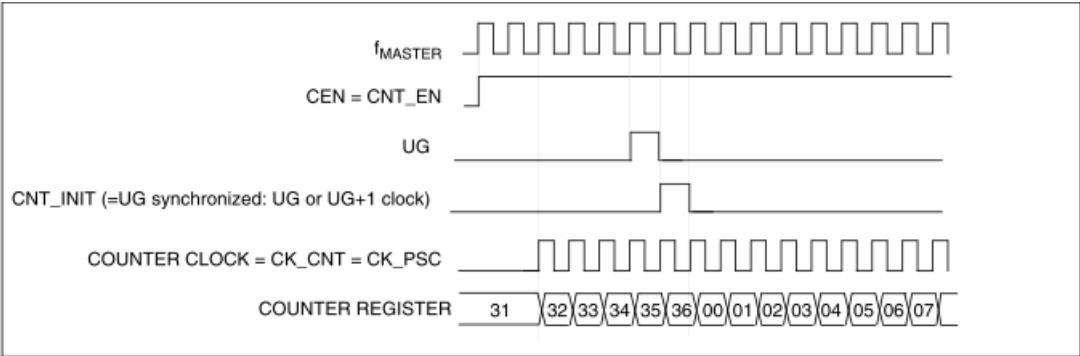 fMASTER
CEN = CNT_EN
UG
CNT_INIT (=UG synchronized: UG or UG+1 clock)
COUNTER CLOCK = CK_CNT = CK_PSC
COUNTER REGISTER 31 32 33 34 35 36 00 01 02 03 04 05 06 07